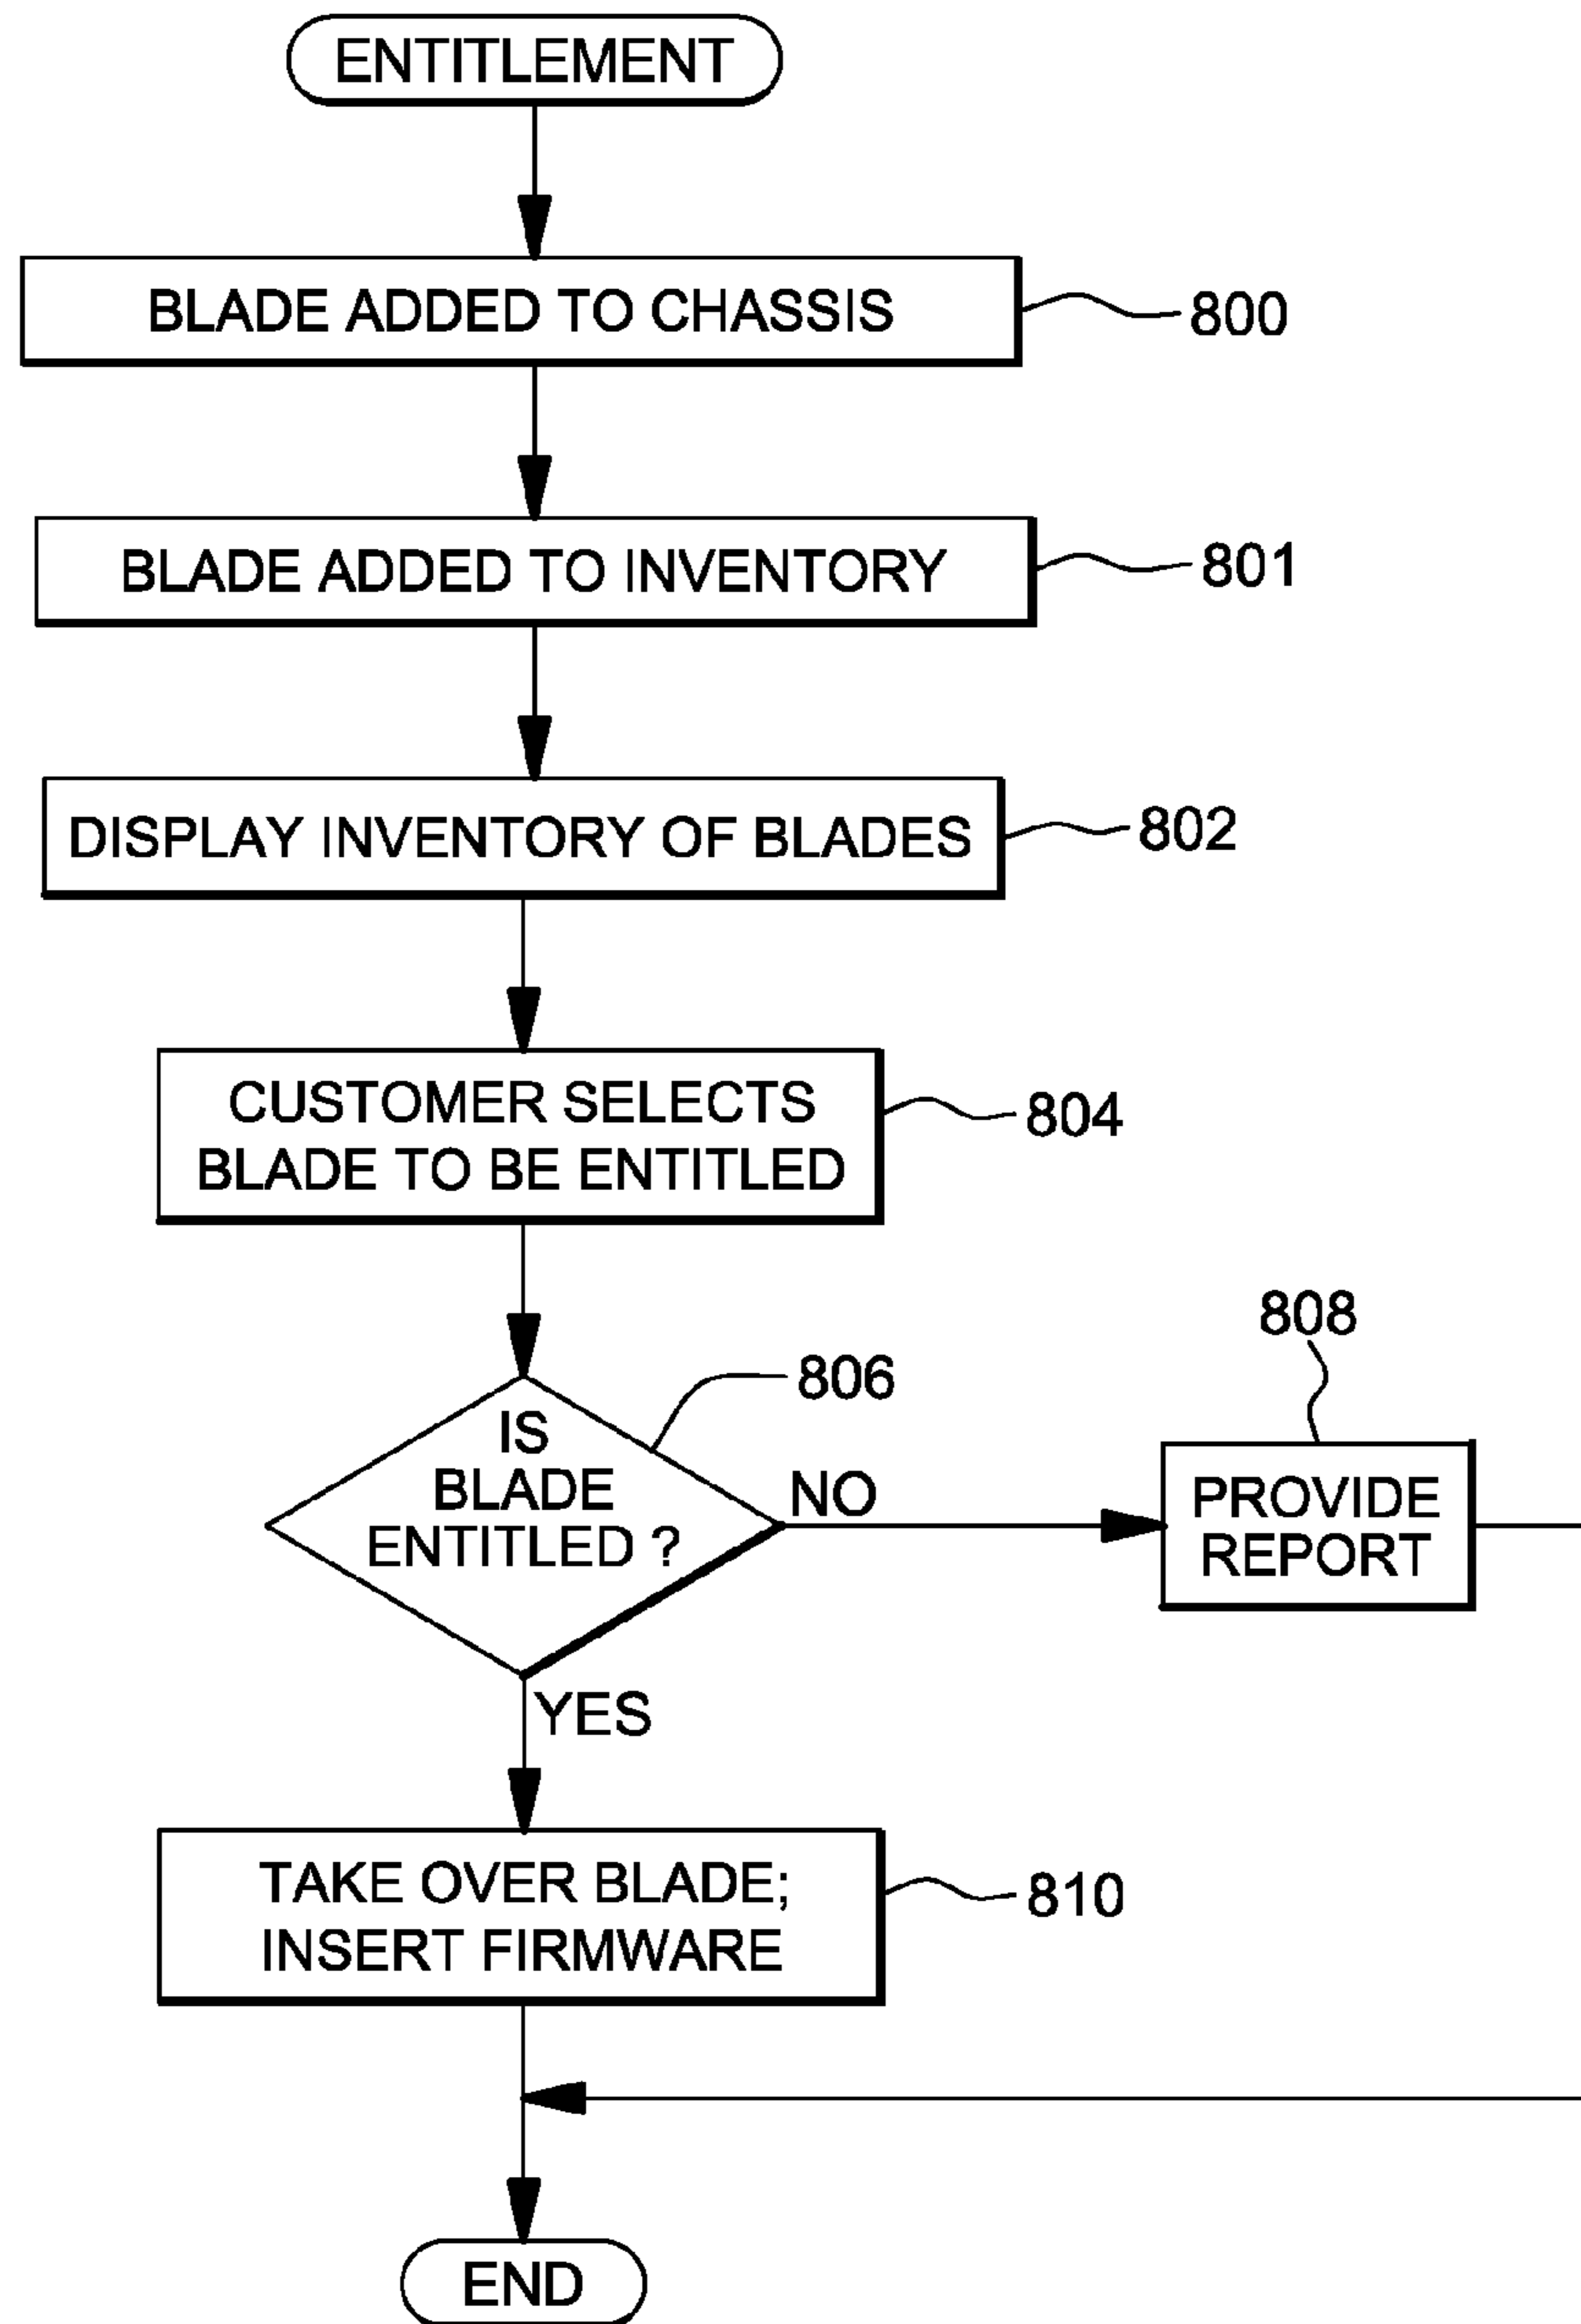 ENTITLEMENT
BLADE ADDED TO CHASSIS
800
BLADE ADDED TO INVENTORY
801
DISPLAY INVENTORY OF BLADES
802
CUSTOMER SELECTS
BLADE TO BE ENTITLED
804
806
808
IS
BLADE
ENTITLED ?
NO
PROVIDE
REPORT
YES
TAKE OVER BLADE;
INSERT FIRMWARE
810
END